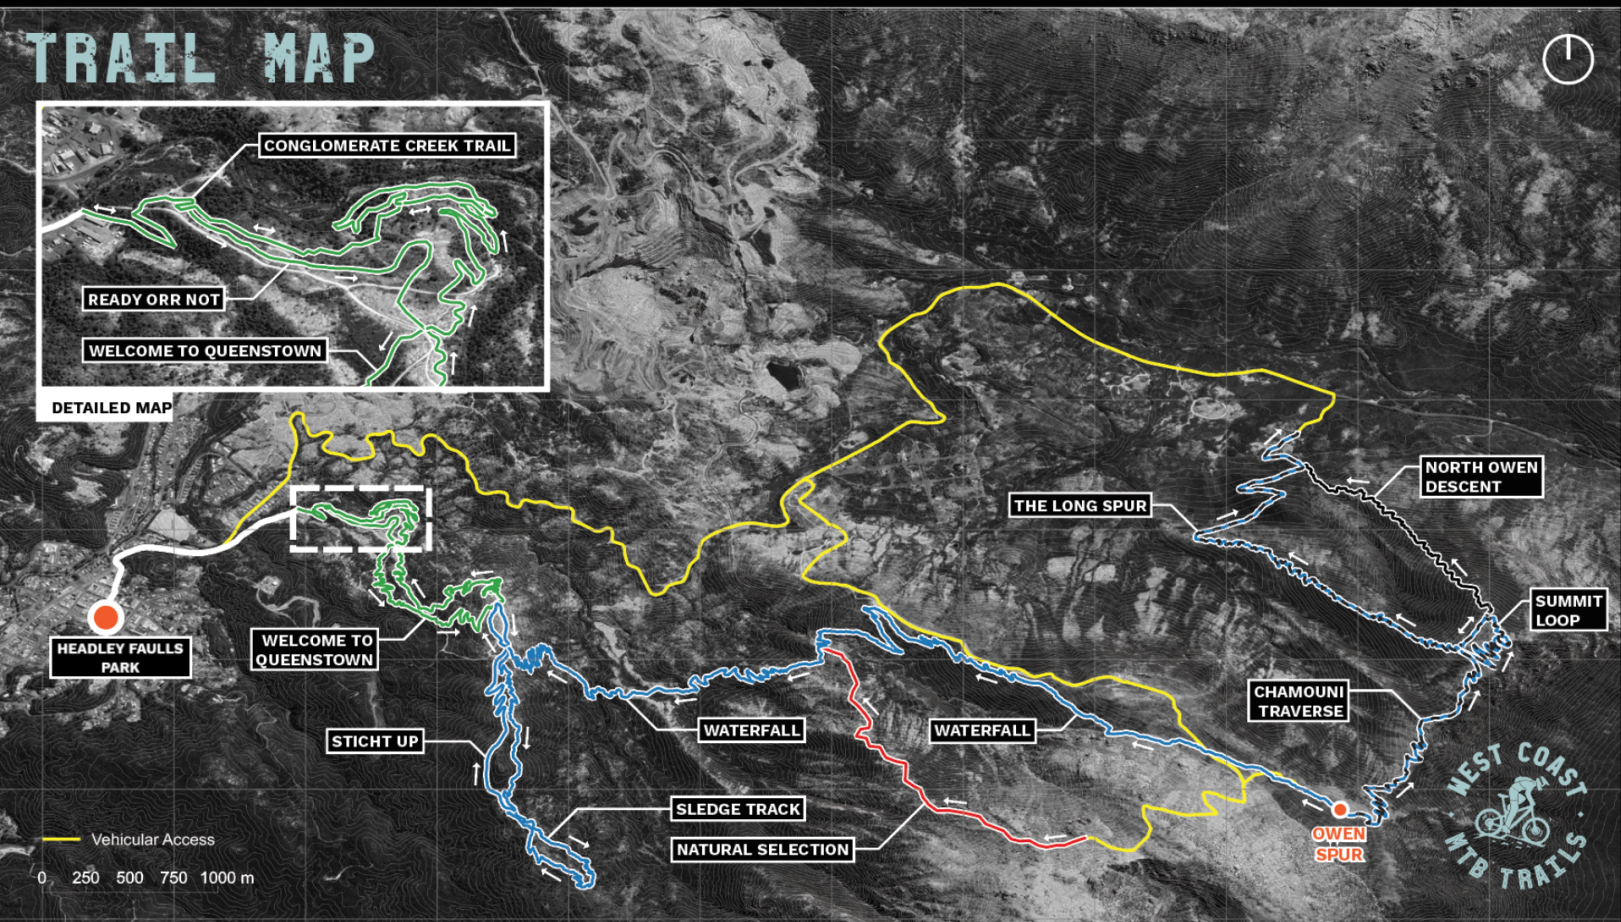 TRAIL MAP
CONGLOMERATE CREEK TRAIL
READY ORR NOT
WELCOME TO QUEENSTOWN
DETAILED MAP
NORTH OWEN
DESCENT
THE LONG SPUR
SUMMIT
LOOP
HEADLEY FAULLS
PARK
WELCOME TO
QUEENSTOWN
CHAMOUNI
TRAVERSE
STICHT UP
WATERFALL
WATERFALL
SLEDGE TRACK
NATURAL SELECTION
OWEN
SPUR
WEST COAST
MTB TRAILS
Vehicular Access
0 250 500 750 1000 m